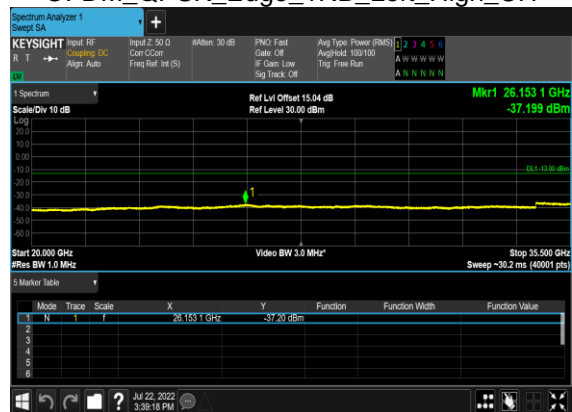 Spectrum Analyzer 1
Swept SA
+
KEYSIGHT Input: RF
R T Coupling: DC
Align: Auto
Input Z: 50 Ω
Corr CCorr
Freq Ref: Int (S)
#Atten: 30 dB
PNO: Fast
Gate: Off
IF Gain: Low
Sig Track: Off
Avg Type: Power (RMS)
Avg|Hold: 100/100
Trig: Free Run
1 2 3 4 5 6
A W W W W W
A N N N N N
LW
1 Spectrum
Scale/Div 10 dB
Ref Lvl Offset 15.04 dB
Ref Level 30.00 dBm
Mkr1 26.153 1 GHz
-37.199 dBm
Log
20.0
10.0
0.00
-10.0
DL1 -13.00 dBm
-20.0
-30.0
1
-40.0
-50.0
-60.0
Start 20.000 GHz
Video BW 3.0 MHz*
Stop 35.500 GHz
#Res BW 1.0 MHz
Sweep ~30.2 ms (40001 pts)
5 Marker Table
Mode Trace Scale X Y Function Function Width Function Value
1 N 1 f 26.153 1 GHz -37.20 dBm
2
3
4
5
6
?
Jul 22, 2022
3:39:18 PM